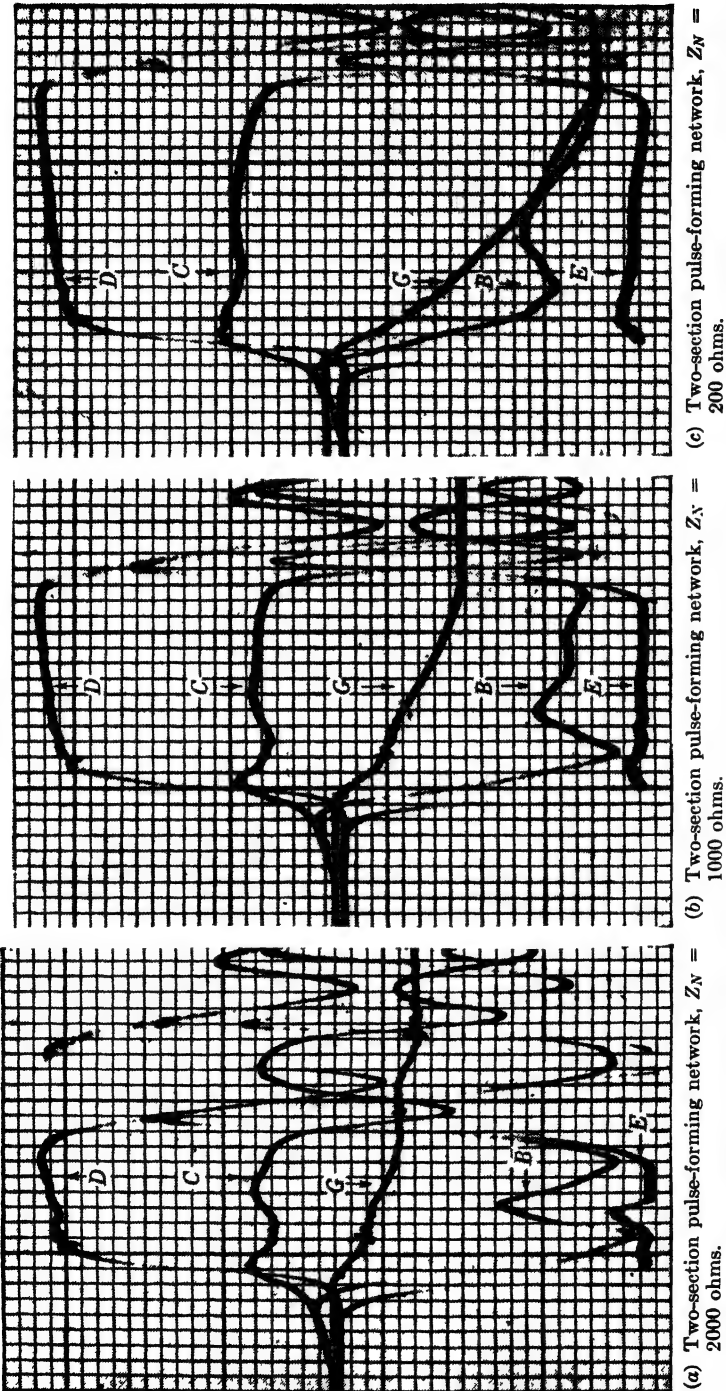 D
C
G
B
E
(a) Two-section pulse-forming network, Z_N =
2000 ohms.
D
C
G
B
E
(b) Two-section pulse-forming network, Z_N =
1000 ohms.
D
C
G
B
E
(c) Two-section pulse-forming network, Z_N =
200 ohms.